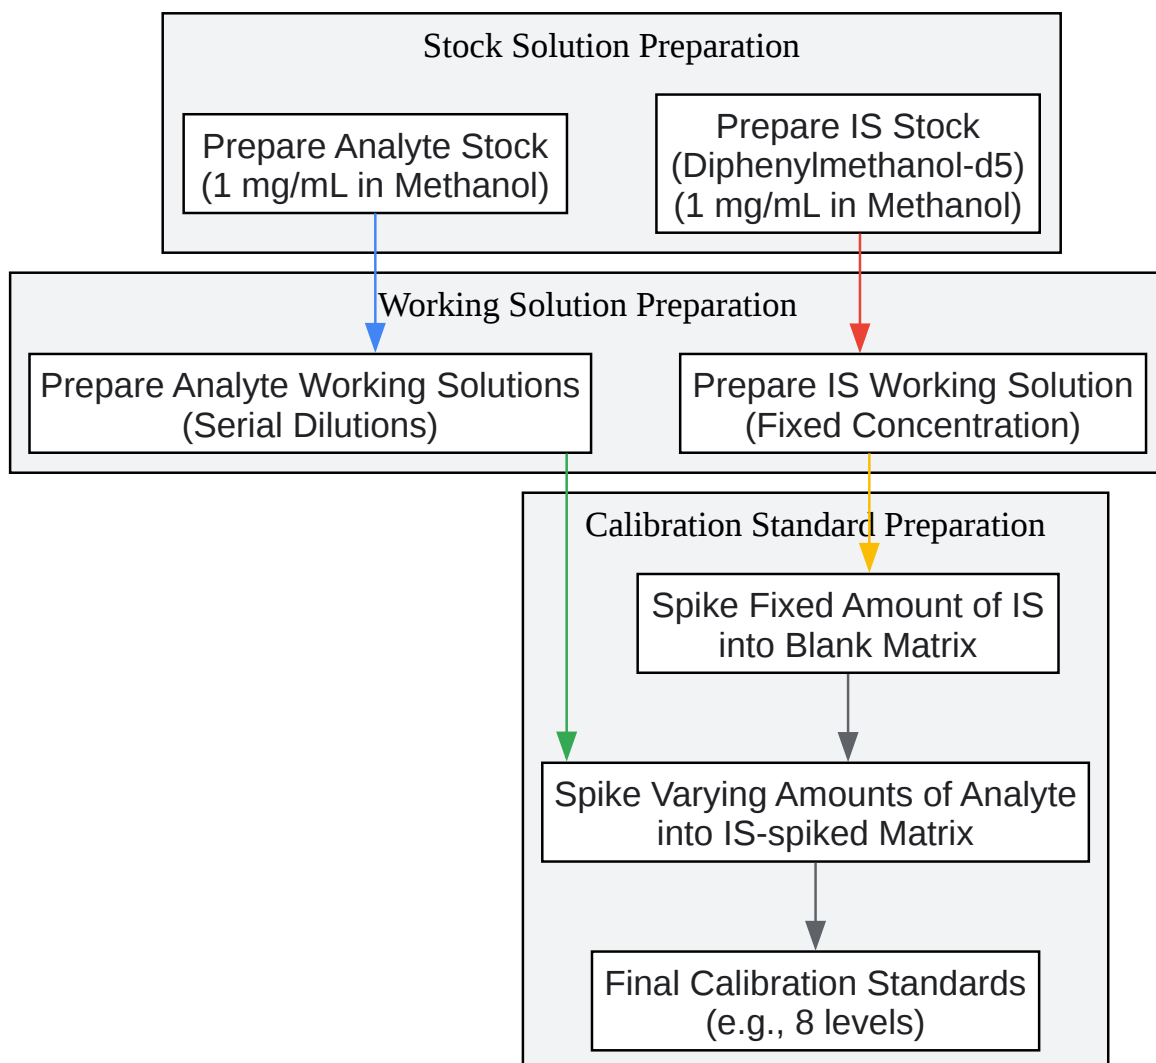 Stock Solution Preparation
Prepare Analyte Stock
(1 mg/mL in Methanol)
Prepare IS Stock
(Diphenylmethanol-d5)
(1 mg/mL in Methanol)
Working Solution Preparation
Prepare Analyte Working Solutions
(Serial Dilutions)
Prepare IS Working Solution
(Fixed Concentration)
Calibration Standard Preparation
Spike Fixed Amount of IS
into Blank Matrix
Spike Varying Amounts of Analyte
into IS-spiked Matrix
Final Calibration Standards
(e.g., 8 levels)